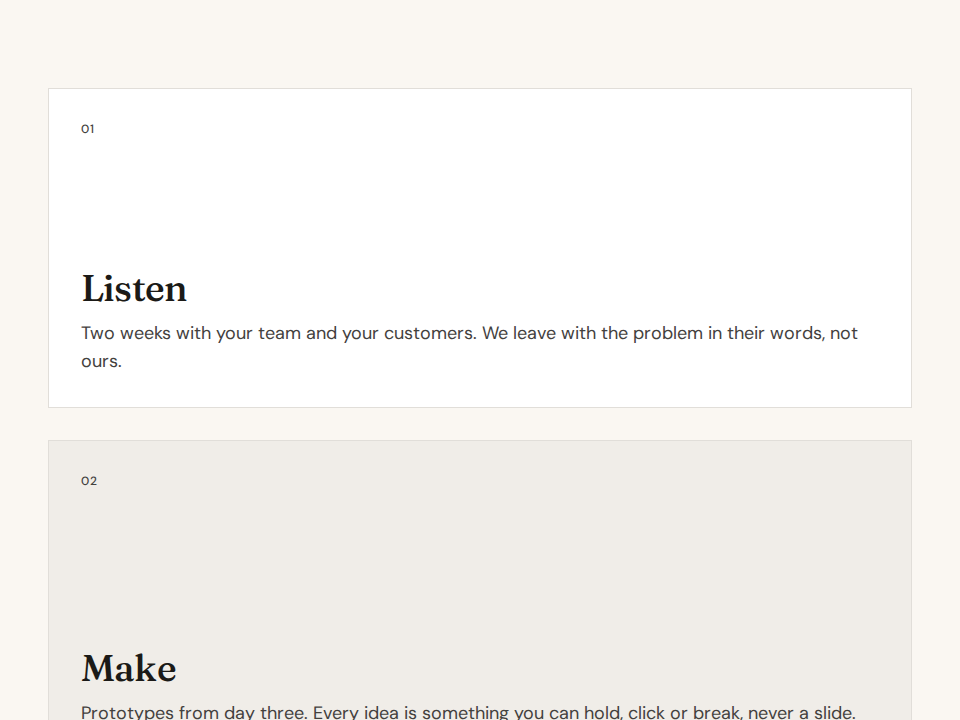 01
Listen
Two weeks with your team and your customers. We leave with the problem in their words, not
ours.
02
Make
Prototypes from day three. Every idea is something you can hold, click or break, never a slide.